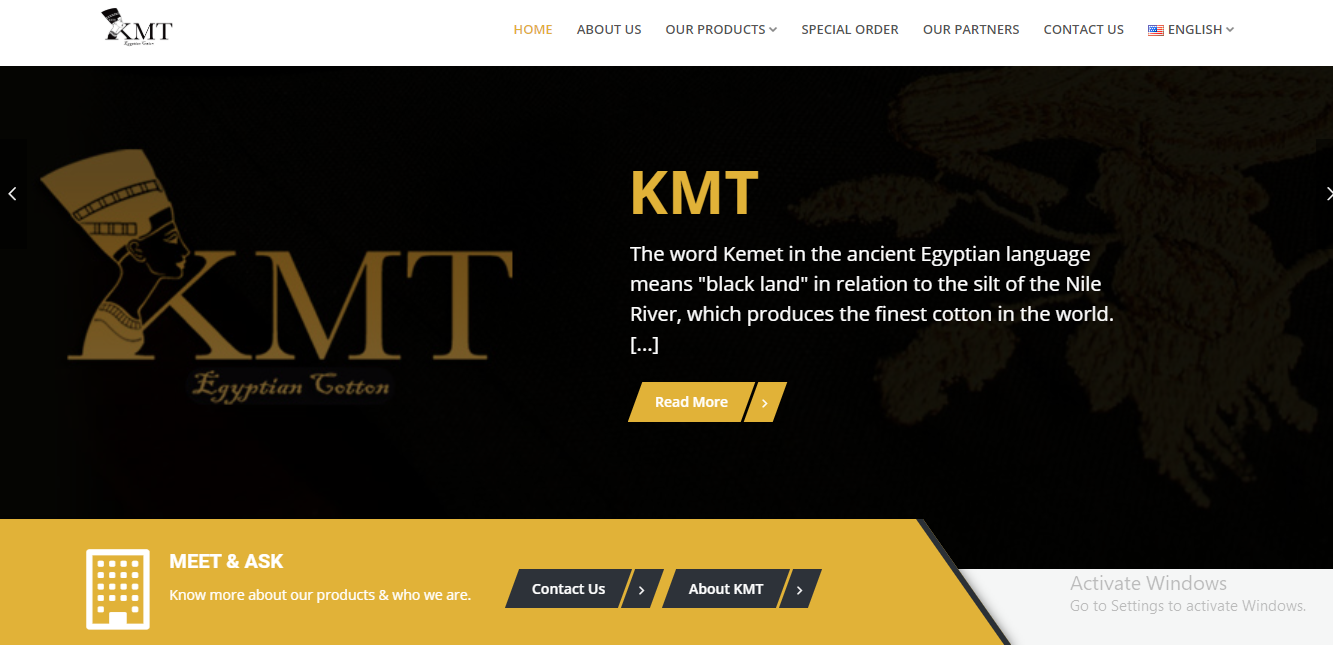 KMT
Egyptian Cotton
HOME ABOUT US OUR PRODUCTS SPECIAL ORDER OUR PARTNERS CONTACT US ENGLISH
KMT
Egyptian Cotton
KMT
The word Kemet in the ancient Egyptian language
means "black land" in relation to the silt of the Nile
River, which produces the finest cotton in the world.
[...]
Read More
MEET & ASK
Know more about our products & who we are.
Contact Us
About KMT
Activate Windows
Go to Settings to activate Windows.